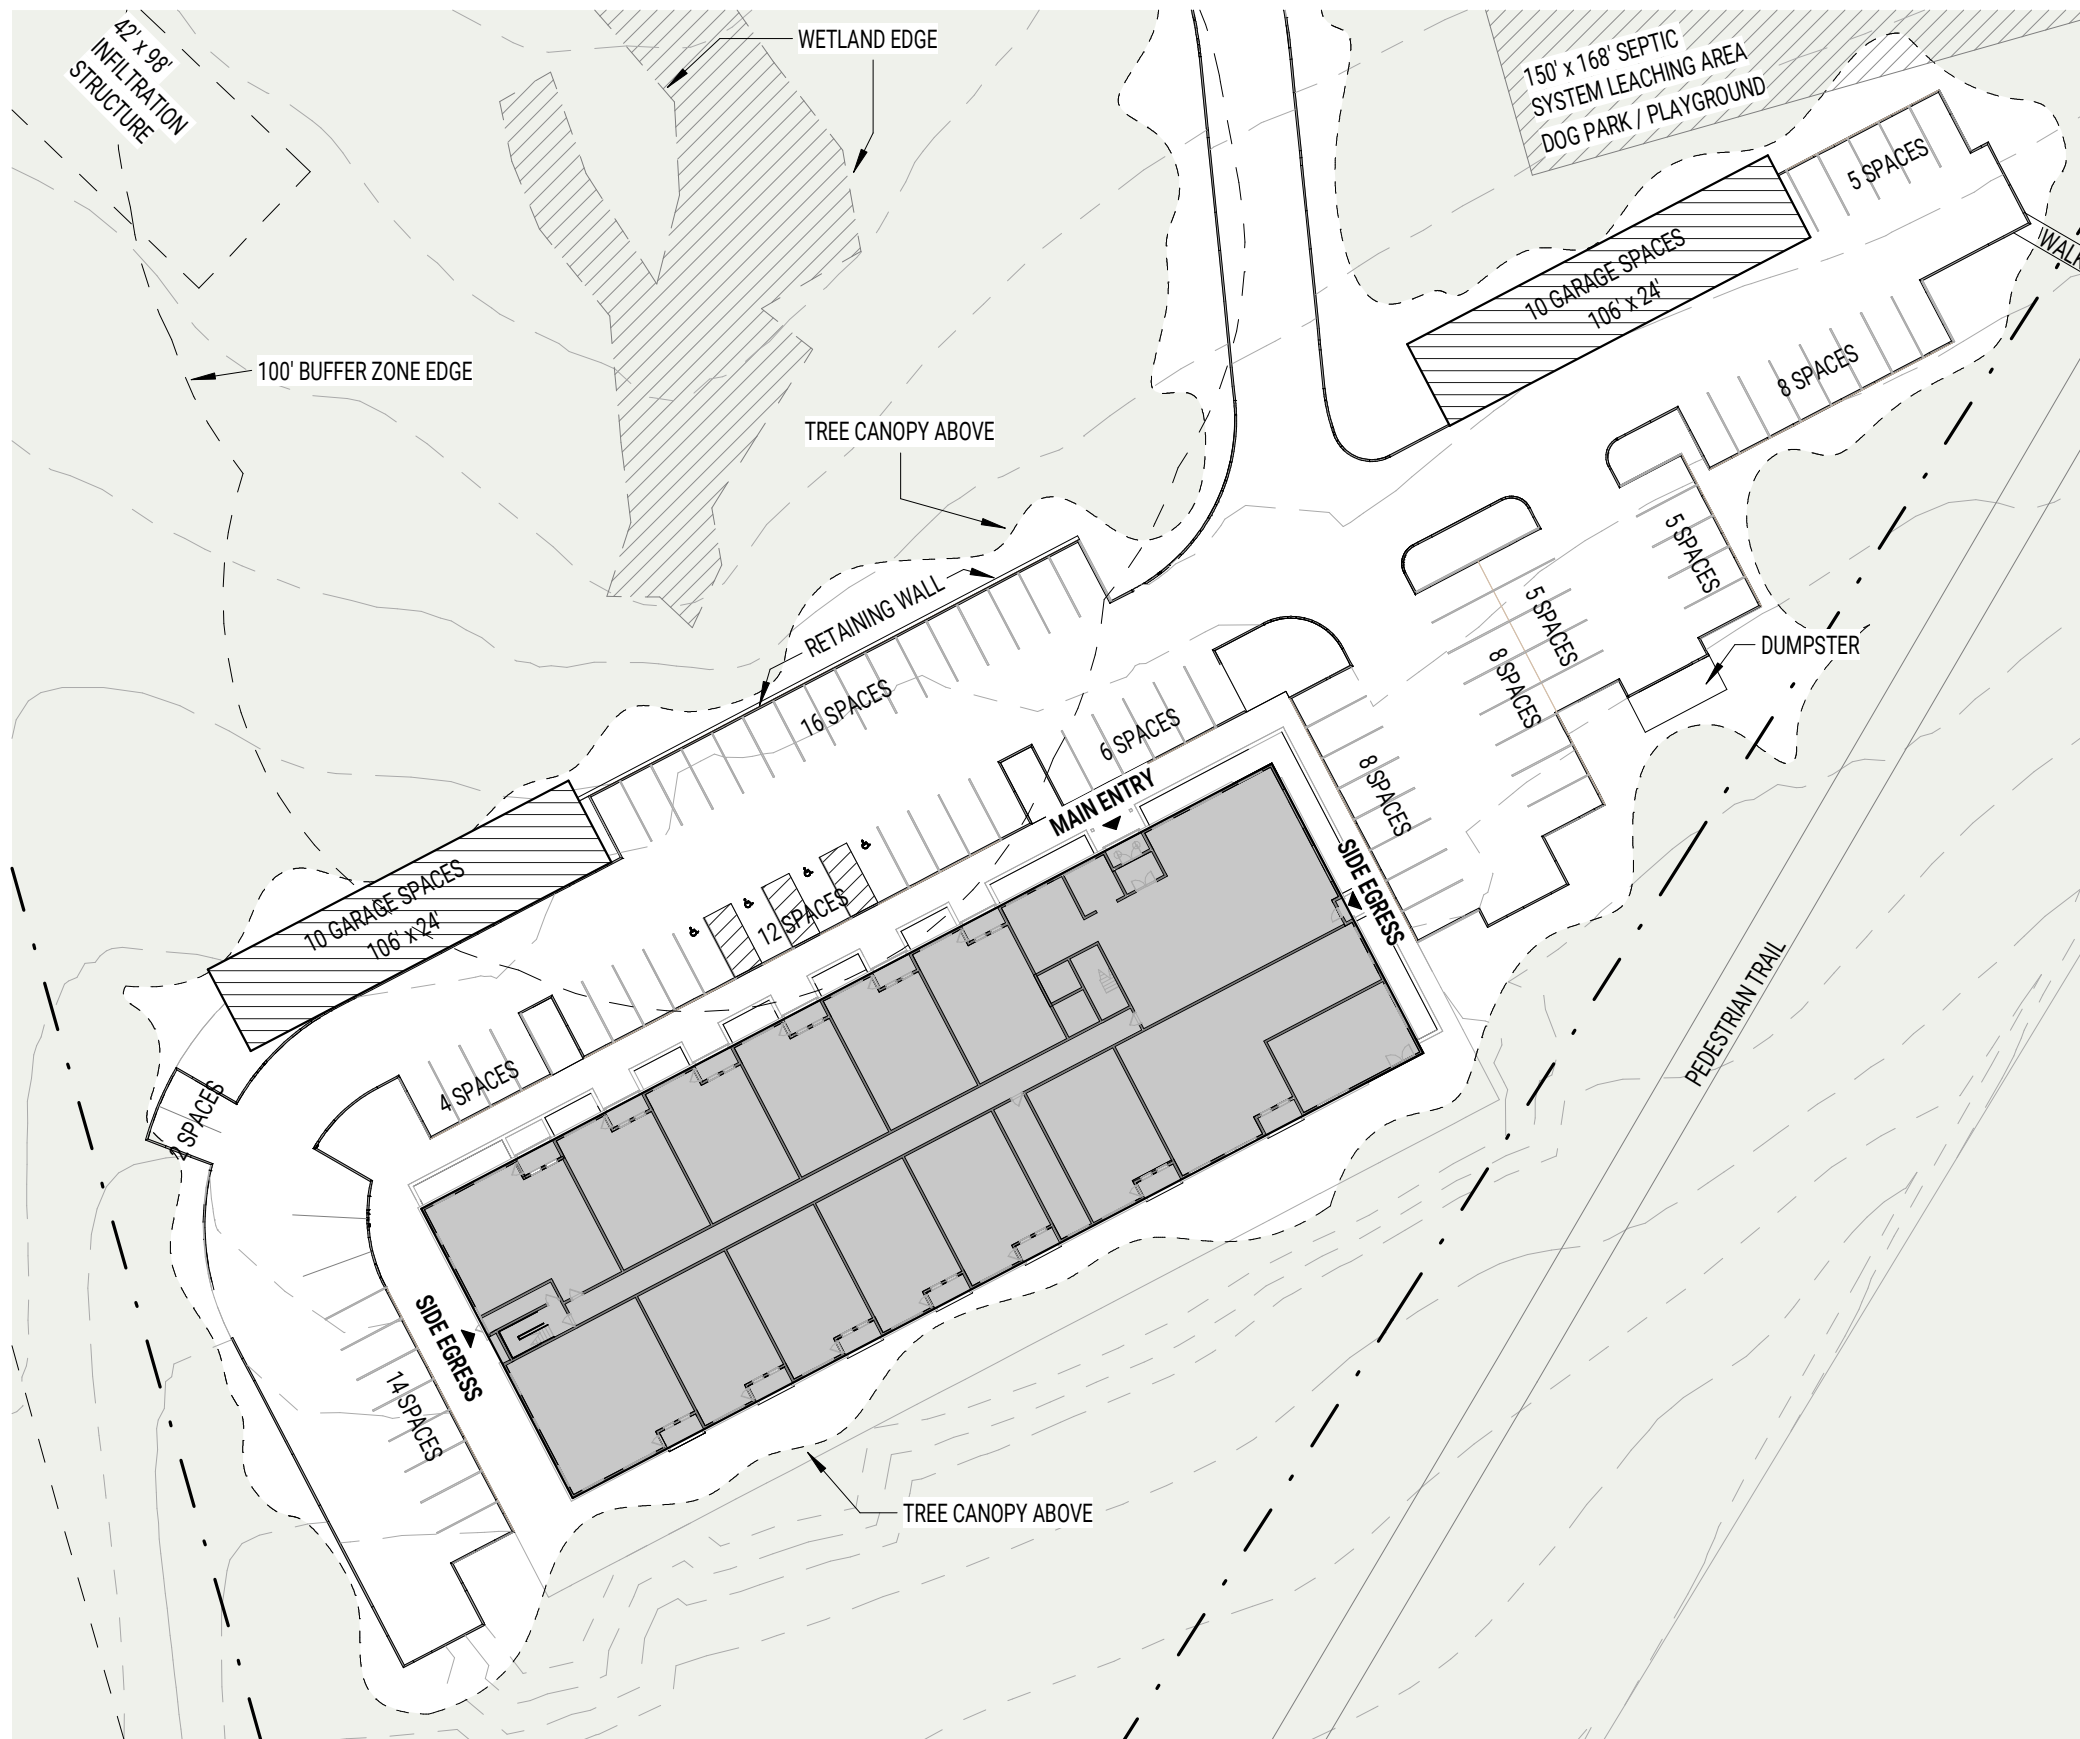 42' x 98'
INFILTRATION
STRUCTURE
WETLAND EDGE
150' x 168' SEPTIC
SYSTEM LEACHING AREA
DOG PARK / PLAYGROUND
5 SPACES
WALK
10 GARAGE SPACES
106' x 24'
100' BUFFER ZONE EDGE
8 SPACES
TREE CANOPY ABOVE
5 SPACES
5 SPACES
RETAINING WALL
DUMPSTER
8 SPACES
16 SPACES
6 SPACES
8 SPACES
MAIN ENTRY
SIDE EGRESS
12 SPACES
10 GARAGE SPACES
106' x 24'
PEDESTRIAN TRAIL
4 SPACES
2 SPACES
SIDE EGRESS
14 SPACES
TREE CANOPY ABOVE